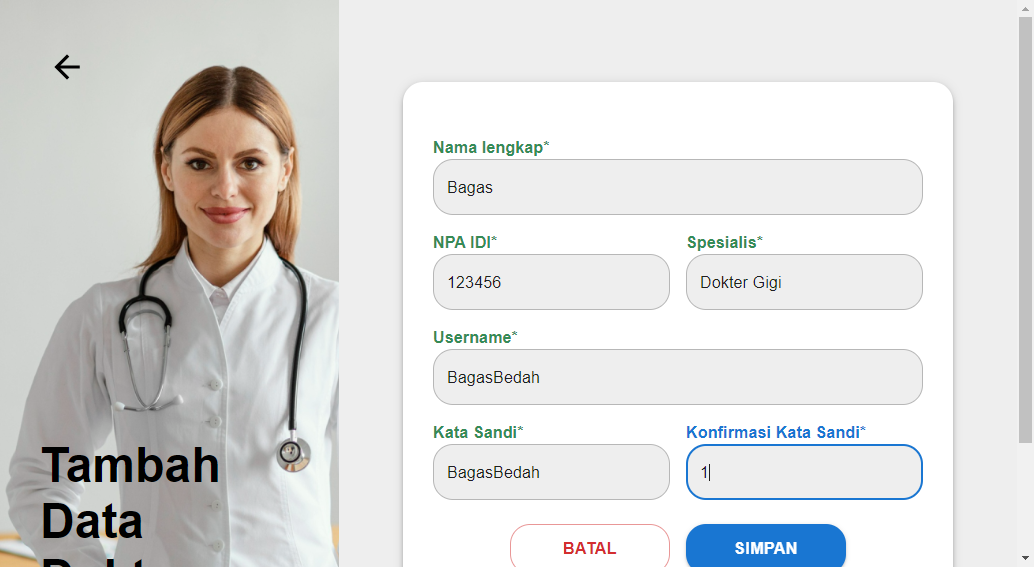 Nama lengkap*
Bagas
NPA IDI*
Spesialis*
123456
Dokter Gigi
Username*
BagasBedah
Kata Sandi*
Konfirmasi Kata Sandi*
BagasBedah
1
BATAL
SIMPAN
Tambah
Data